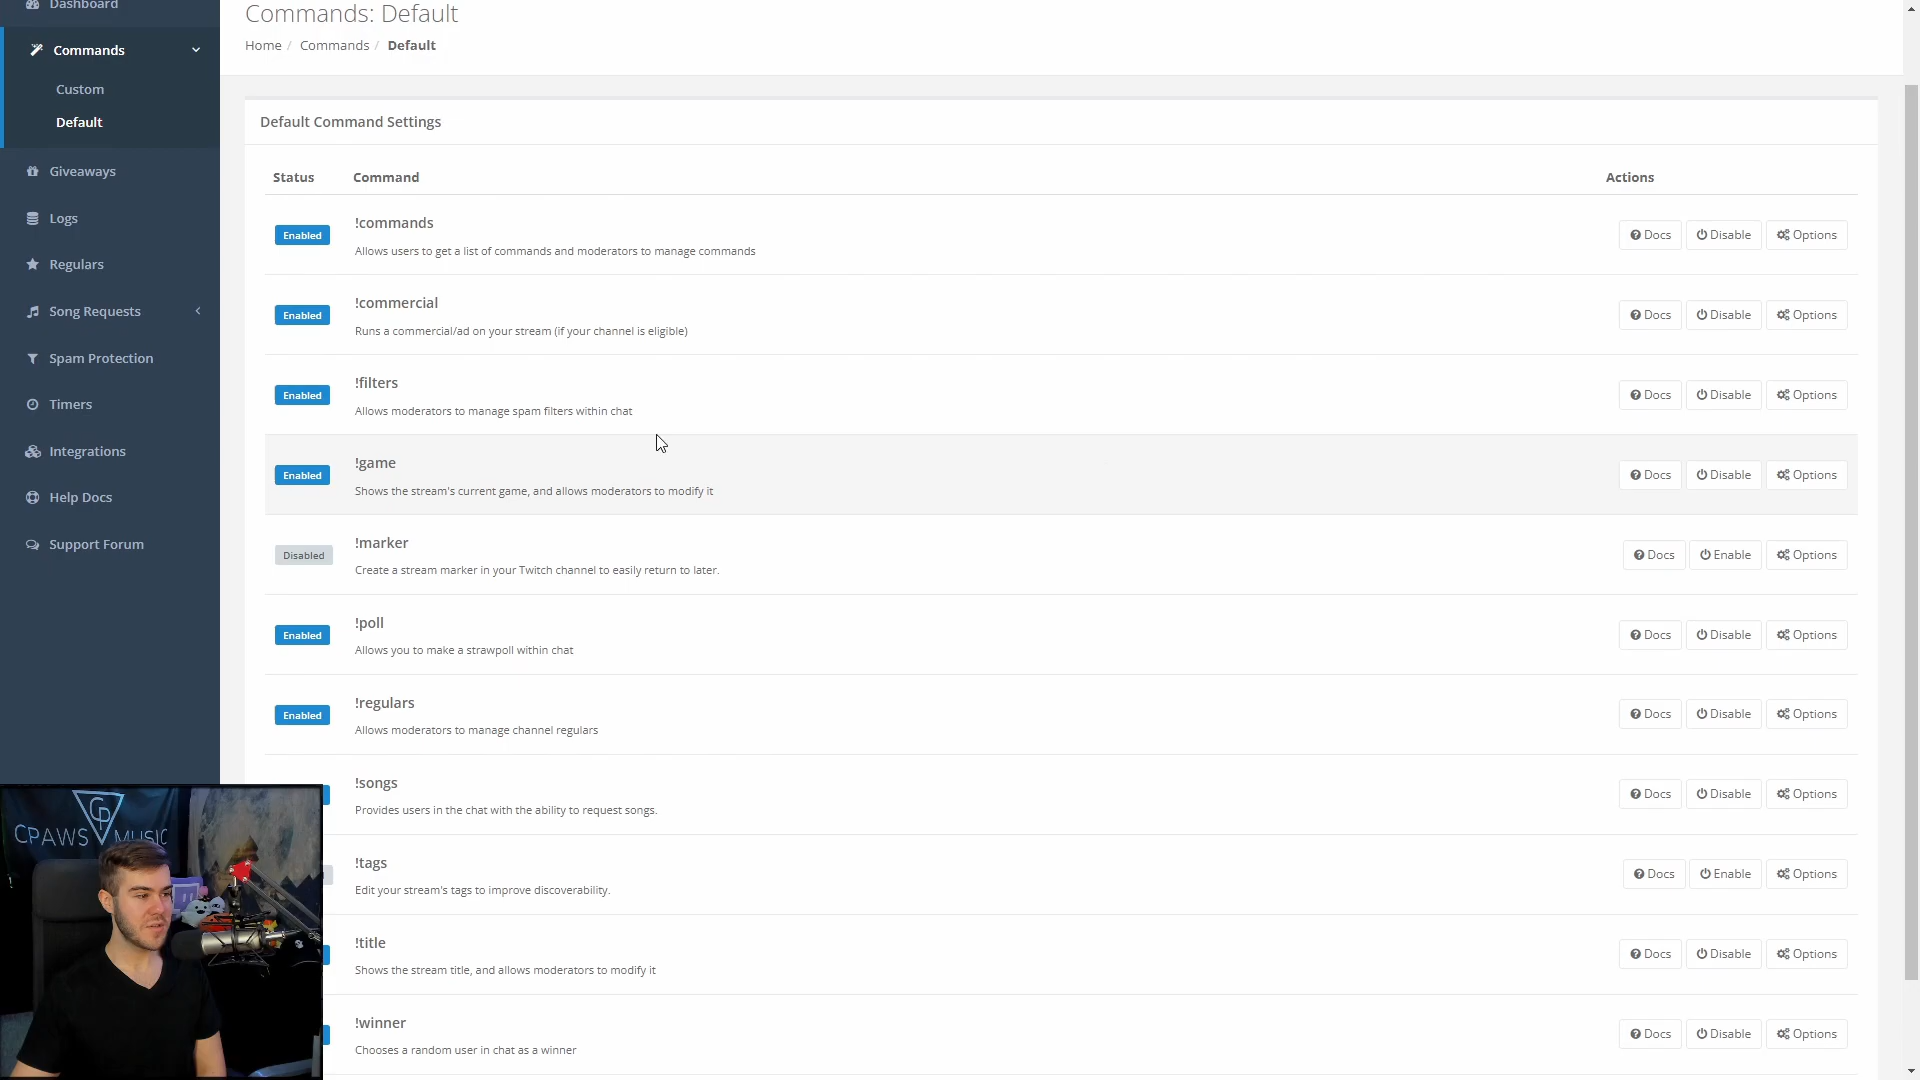 Dashboard
Commands
Custom
Default
Giveaways
Logs
Regulars
Song Requests
Spam Protection
Timers
Integrations
Help Docs
Support Forum
Commands: Default
Home / Commands / Default
Default Command Settings
Status Command Actions
Enabled !commands Docs Disable Options
Allows users to get a list of commands and moderators to manage commands
Enabled !commercial Docs Disable Options
Runs a commercial/ad on your stream (if your channel is eligible)
Enabled !filters Docs Disable Options
Allows moderators to manage spam filters within chat
Enabled !game Docs Disable Options
Shows the stream's current game, and allows moderators to modify it
Disabled !marker Docs Enable Options
Create a stream marker in your Twitch channel to easily return to later.
Enabled !poll Docs Disable Options
Allows you to make a strawpoll within chat
Enabled !regulars Docs Disable Options
Allows moderators to manage channel regulars
!songs Docs Disable Options
Provides users in the chat with the ability to request songs.
!tags Docs Enable Options
Edit your stream's tags to improve discoverability.
!title Docs Disable Options
Shows the stream title, and allows moderators to modify it
!winner Docs Disable Options
Chooses a random user in chat as a winner
CP
CPAWS MUSIC